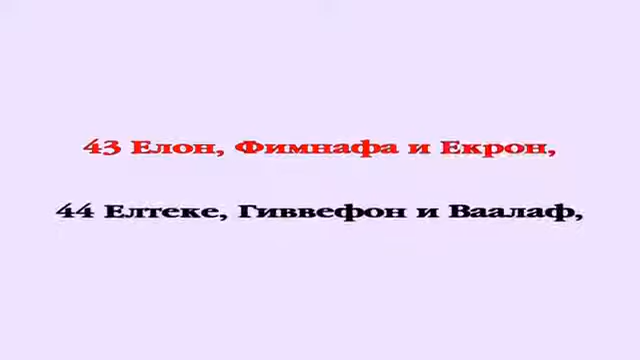 43 Елон, Фимнафа и Екрон,
44 Елтеке, Гиввефон и Ваалаф,